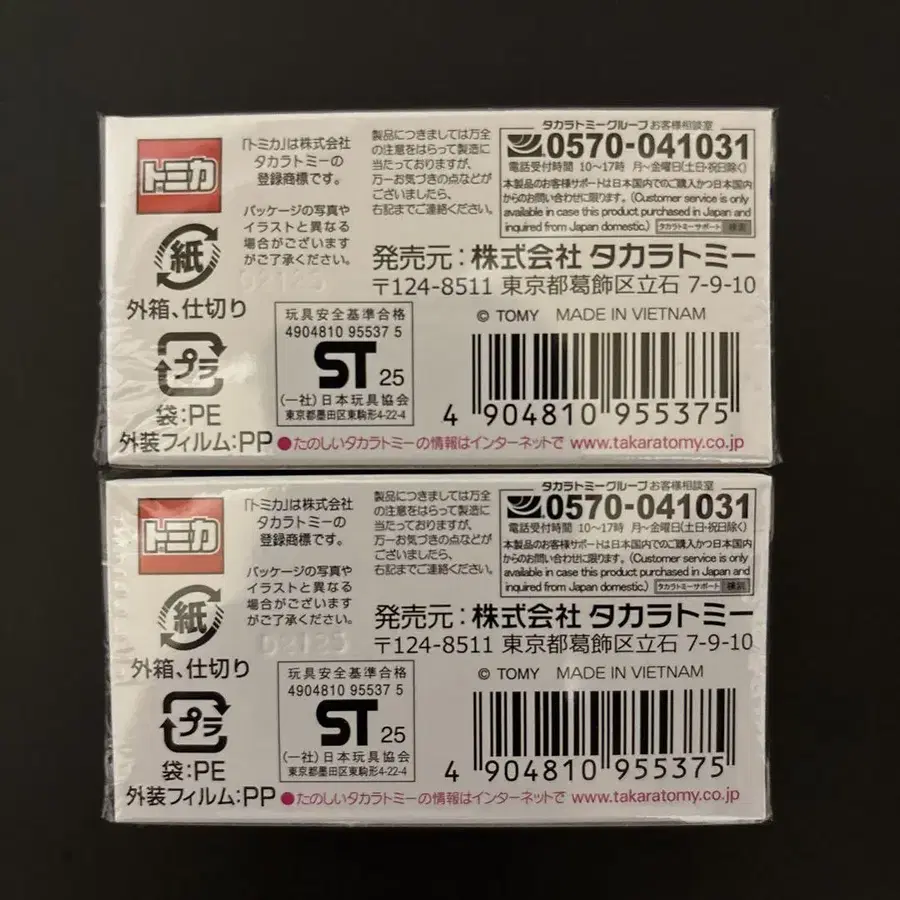 トミカ
「トミカ」は株式会社
タカラトミーの
登録商標です。
パッケージの写真や
イラストと異なる
場合がございます
がご了承ください。
製品につきましては万全
の注意をはらって製造に
当たっておりますが、
万一お気づきの点などが
ございましたら、
右記までご連絡ください。
タカラトミーグループお客様相談室
0570-041031
電話受付時間 10〜17時 月〜金曜日(土日・祝日除く)
本製品のお客様サポートは日本国内でのご購入かつ日本国内
からのお問い合わせに限ります。(Customer service is only
available in case this product purchased in Japan and
inquired from Japan domestic.) タカラトミーサポート 検索
発売元:株式会社 タカラトミー
〒124-8511 東京都葛飾区立石 7-9-10
紙
外箱、仕切り
プラ
袋:PE
外装フィルム:PP
玩具安全基準合格
4904810 95537 5
ST 25
(一社)日本玩具協会
東京都墨田区東駒形4-22-4
© TOMY MADE IN VIETNAM
4 904810 955375
●たのしいタカラトミーの情報はインターネットで www.takaratomy.co.jp
トミカ
「トミカ」は株式会社
タカラトミーの
登録商標です。
パッケージの写真や
イラストと異なる
場合がございます
がご了承ください。
製品につきましては万全
の注意をはらって製造に
当たっておりますが、
万一お気づきの点などが
ございましたら、
右記までご連絡ください。
タカラトミーグループお客様相談室
0570-041031
電話受付時間 10〜17時 月〜金曜日(土日・祝日除く)
本製品のお客様サポートは日本国内でのご購入かつ日本国内
からのお問い合わせに限ります。(Customer service is only
available in case this product purchased in Japan and
inquired from Japan domestic.) タカラトミーサポート 検索
発売元:株式会社 タカラトミー
〒124-8511 東京都葛飾区立石 7-9-10
紙
外箱、仕切り
プラ
袋:PE
外装フィルム:PP
玩具安全基準合格
4904810 95537 5
ST 25
(一社)日本玩具協会
東京都墨田区東駒形4-22-4
© TOMY MADE IN VIETNAM
4 904810 955375
●たのしいタカラトミーの情報はインターネットで www.takaratomy.co.jp